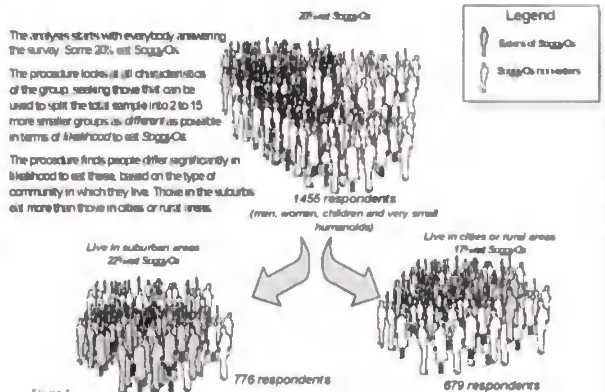 20% eat SoggyOs
The analyses starts with everybody answering
the survey. Some 20% eat SoggyOs.
The procedure looks at all characteristics
of the group, seeking those that can be
used to split the total sample into 2 to 15
more smaller groups as different as possible
in terms of likelihood to eat SoggyOs
The procedure finds people differ significantly in
likelihood to eat these, based on the type of
community in which they live. Those in the suburbs
eat more than those in cities or rural areas.
Legend
Eaters of SoggyOs
SoggyOs non-eaters
1455 respondents
(men, women, children and very small
humanoids)
Live in suburban areas
22% eat SoggyOs
Live in cities or rural areas
17% eat SoggyOs
776 respondents
679 respondents